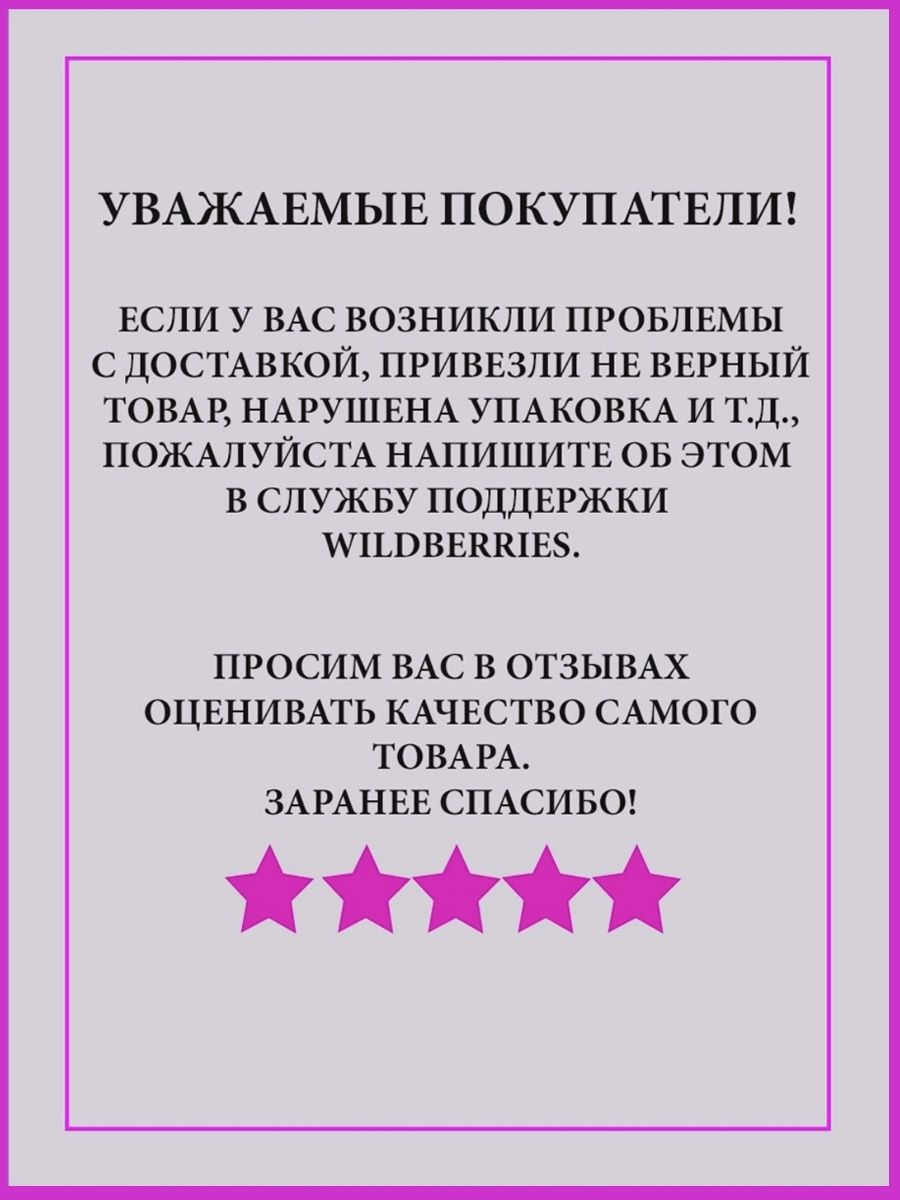 УВАЖАЕМЫЕ ПОКУПАТЕЛИ!
ЕСЛИ У ВАС ВОЗНИКЛИ ПРОБЛЕМЫ
С ДОСТАВКОЙ, ПРИВЕЗЛИ НЕ ВЕРНЫЙ
ТОВАР, НАРУШЕНА УПАКОВКА И Т.Д.,
ПОЖАЛУЙСТА НАПИШИТЕ ОБ ЭТОМ
В СЛУЖБУ ПОДДЕРЖКИ
WILDBERRIES.
ПРОСИМ ВАС В ОТЗЫВАХ
ОЦЕНИВАТЬ КАЧЕСТВО САМОГО
ТОВАРА.
ЗАРАНЕЕ СПАСИБО!